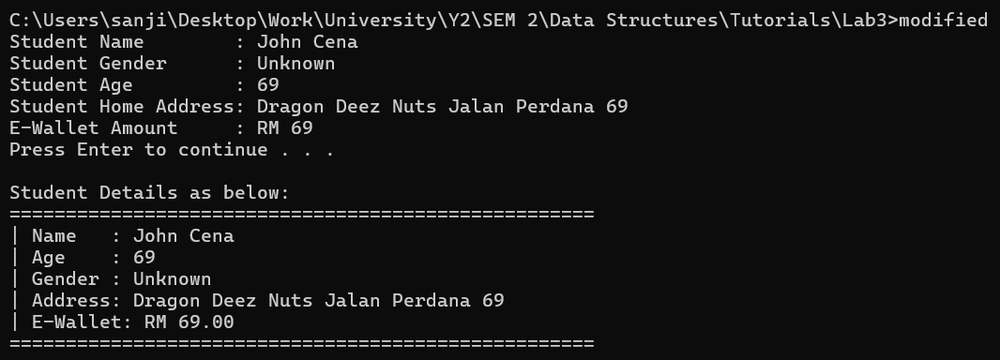 C:\Users\sanji\Desktop\Work\University\Y2\SEM 2\Data Structures\Tutorials\Lab3>modified
Student Name        : John Cena
Student Gender      : Unknown
Student Age         : 69
Student Home Address: Dragon Deez Nuts Jalan Perdana 69
E-Wallet Amount     : RM 69
Press Enter to continue . . .

Student Details as below:
====================================================
| Name   : John Cena
| Age    : 69
| Gender : Unknown
| Address: Dragon Deez Nuts Jalan Perdana 69
| E-Wallet: RM 69.00
====================================================